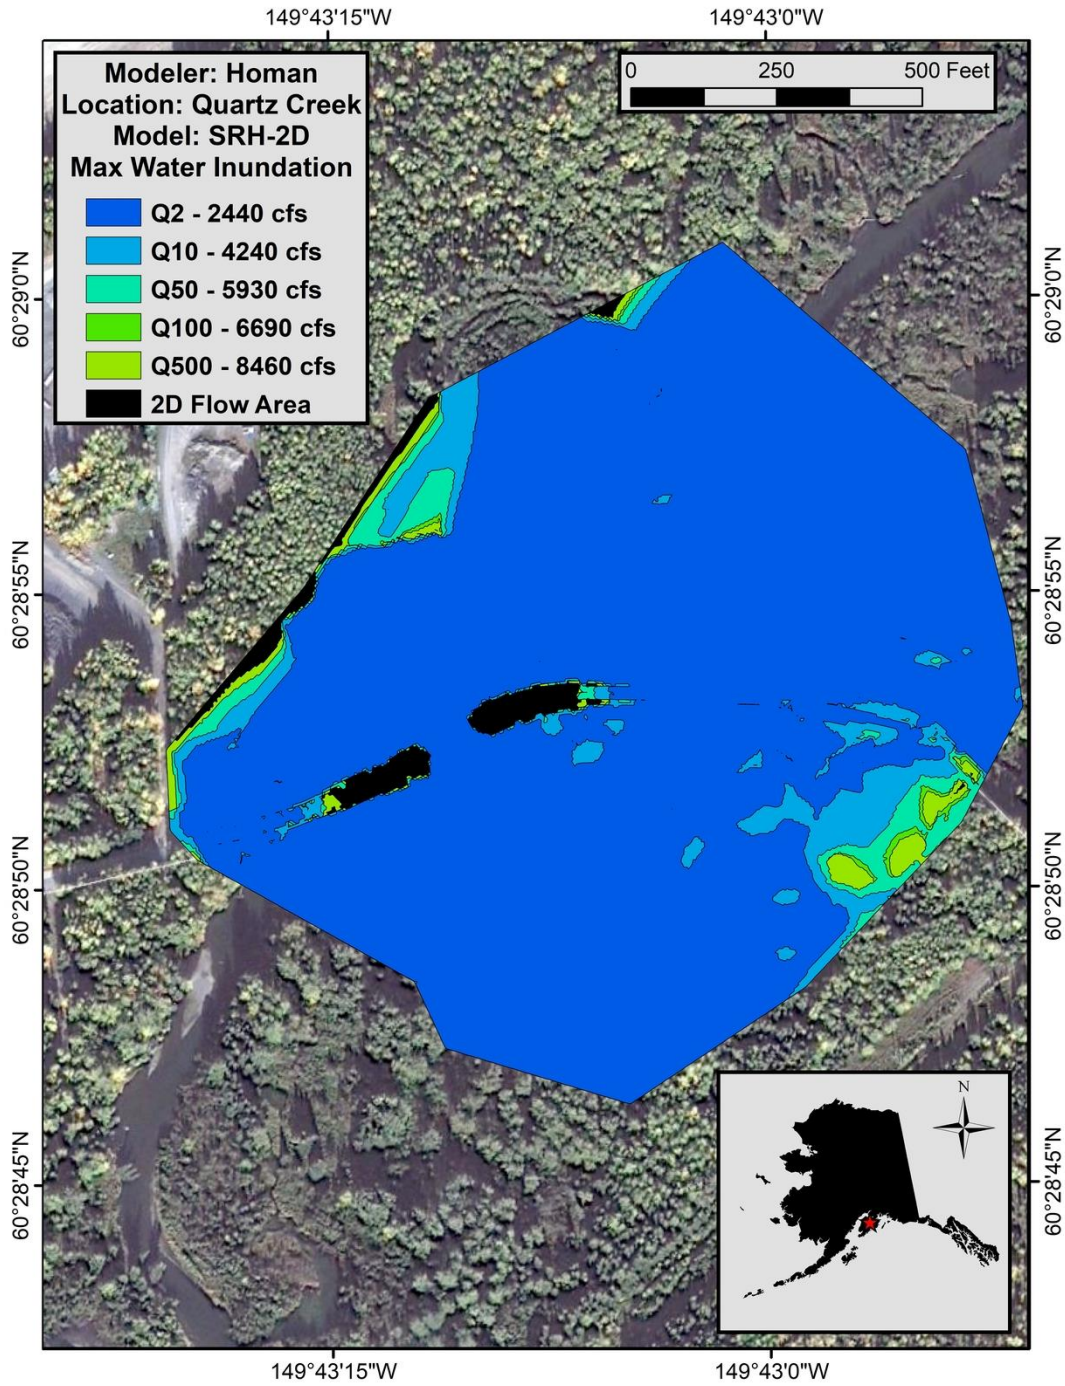 149°43'15"W
149°43'0"W
Modeler: Homan
Location: Quartz Creek
Model: SRH-2D
Max Water Inundation
Q2 - 2440 cfs
Q10 - 4240 cfs
Q50 - 5930 cfs
Q100 - 6690 cfs
Q500 - 8460 cfs
2D Flow Area
0 250 500 Feet
60°29'0"N
60°28'55"N
60°28'50"N
60°28'45"N
60°29'0"N
60°28'55"N
60°28'50"N
60°28'45"N
N
149°43'15"W
149°43'0"W